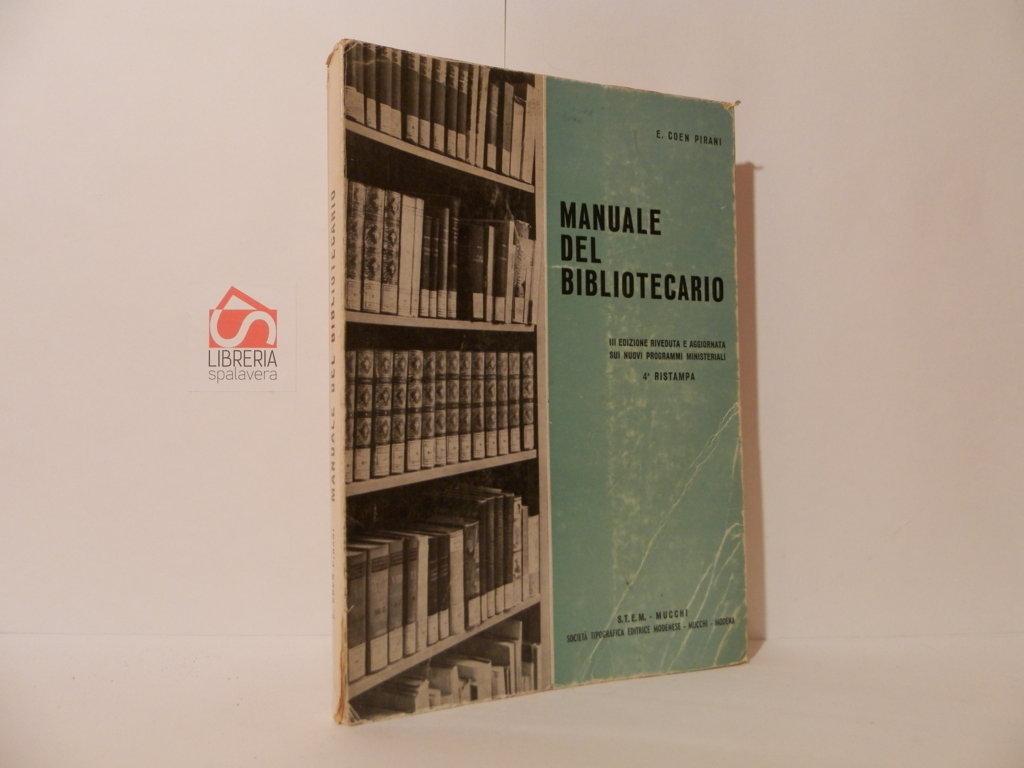 E. COEN PIRANI
MANUALE
DEL
BIBLIOTECARIO
III EDIZIONE RIVEDUTA E AGGIORNATA
SUI NUOVI PROGRAMMI MINISTERIALI
4ª RISTAMPA
S.T.E.M. - MUCCHI
SOCIETÀ TIPOGRAFICA EDITRICE MODENESE - MUCCHI - MODENA
MANUALE DEL BIBLIOTECARIO
LIBRERIA
spalavera